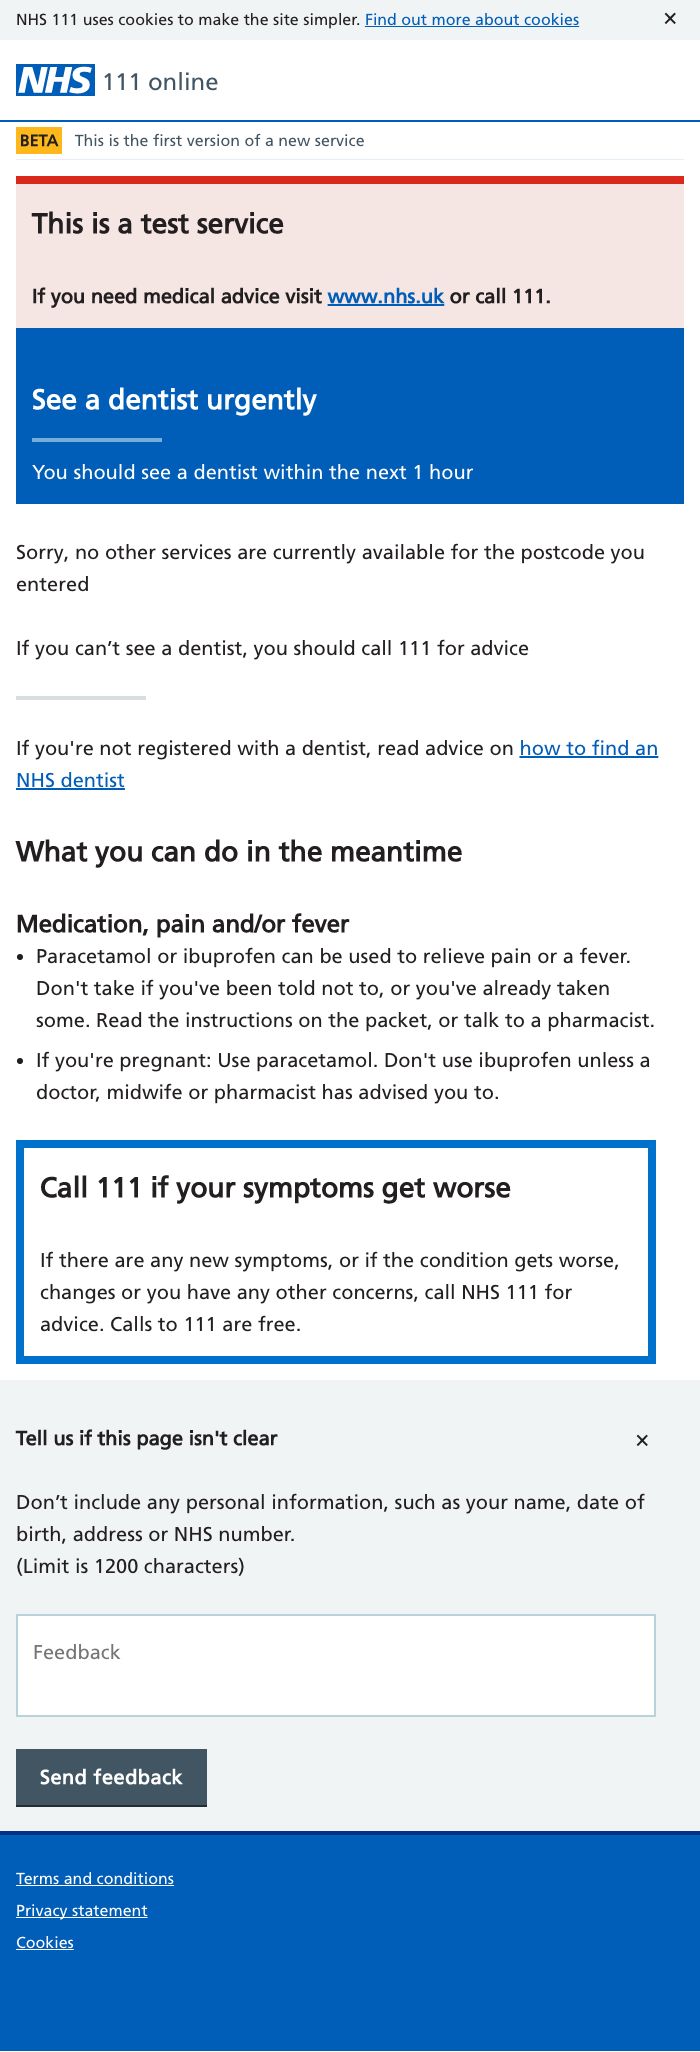 NHS 111 uses cookies to make the site simpler. Find out more about cookies ✕
NHS 111 online
BETA This is the first version of a new service
This is a test service
If you need medical advice visit www.nhs.uk or call 111.
See a dentist urgently
You should see a dentist within the next 1 hour
Sorry, no other services are currently available for the postcode you
entered
If you can’t see a dentist, you should call 111 for advice
If you're not registered with a dentist, read advice on how to find an
NHS dentist
What you can do in the meantime
Medication, pain and/or fever
• Paracetamol or ibuprofen can be used to relieve pain or a fever.
Don't take if you've been told not to, or you've already taken
some. Read the instructions on the packet, or talk to a pharmacist.
• If you're pregnant: Use paracetamol. Don't use ibuprofen unless a
doctor, midwife or pharmacist has advised you to.
Call 111 if your symptoms get worse
If there are any new symptoms, or if the condition gets worse,
changes or you have any other concerns, call NHS 111 for
advice. Calls to 111 are free.
Tell us if this page isn't clear ✕
Don’t include any personal information, such as your name, date of
birth, address or NHS number.
(Limit is 1200 characters)
Feedback
Send feedback
Terms and conditions
Privacy statement
Cookies